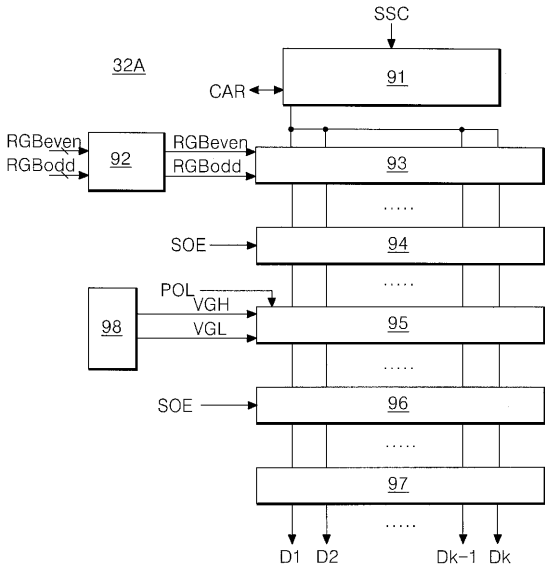 SSC
32A
91
CAR
RGBeven
RGBodd
92
RGBeven
RGBodd
93
.....
SOE
94
.....
POL
98
VGH
VGL
95
.....
SOE
96
.....
97
.....
D1 D2 Dk-1 Dk